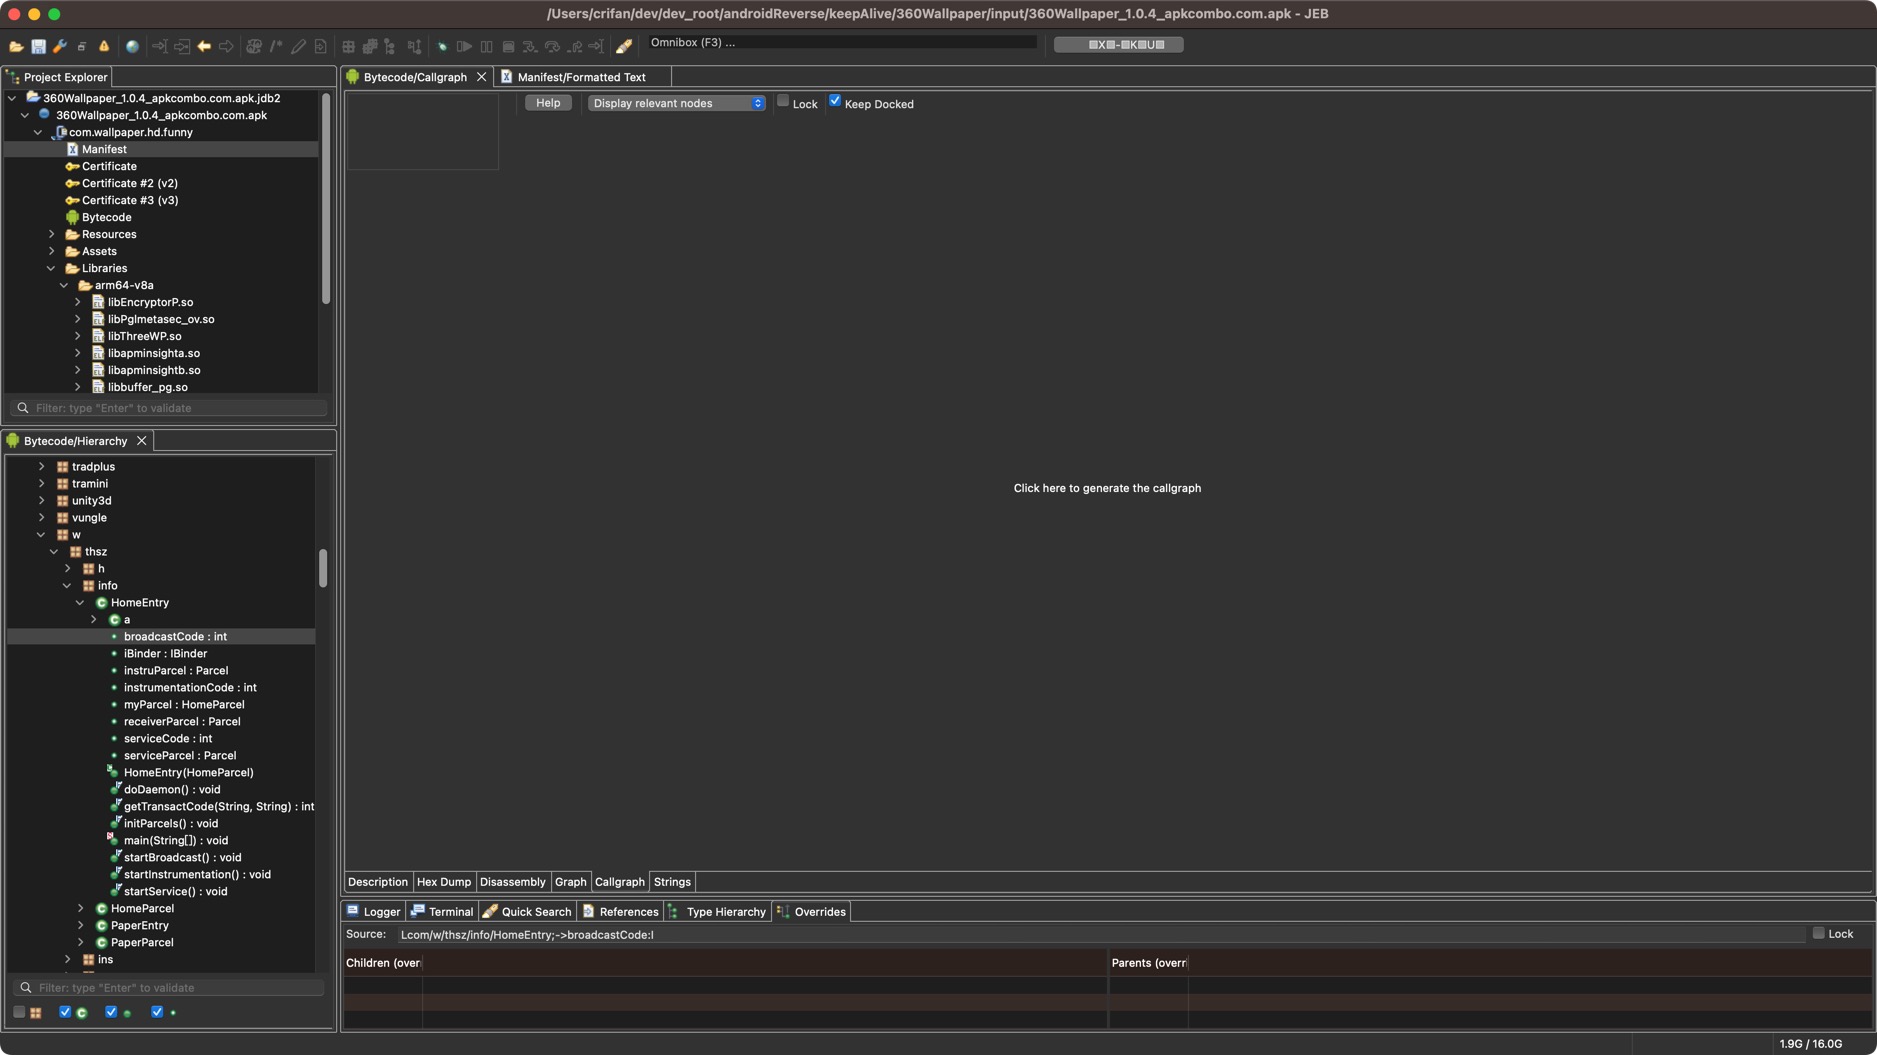 /Users/crifan/dev/dev_root/androidReverse/keepAlive/360Wallpaper/input/360Wallpaper_1.0.4_apkcombo.com.apk - JEB
Omnibox (F3) ...
Project Explorer
360Wallpaper_1.0.4_apkcombo.com.apk.jdb2
360Wallpaper_1.0.4_apkcombo.com.apk
com.wallpaper.hd.funny
Manifest
Certificate
Certificate #2 (v2)
Certificate #3 (v3)
Bytecode
Resources
Assets
Libraries
arm64-v8a
libEncryptorP.so
libPglmetasec_ov.so
libThreeWP.so
libapminsighta.so
libapminsightb.so
libbuffer_pg.so
Filter: type "Enter" to validate
Bytecode/Hierarchy
tradplus
tramini
unity3d
vungle
w
thsz
h
info
HomeEntry
a
broadcastCode : int
iBinder : IBinder
instruParcel : Parcel
instrumentationCode : int
myParcel : HomeParcel
receiverParcel : Parcel
serviceCode : int
serviceParcel : Parcel
HomeEntry(HomeParcel)
doDaemon() : void
getTransactCode(String, String) : int
initParcels() : void
main(String[]) : void
startBroadcast() : void
startInstrumentation() : void
startService() : void
HomeParcel
PaperEntry
PaperParcel
ins
Filter: type "Enter" to validate
Bytecode/Callgraph
Manifest/Formatted Text
Help
Display relevant nodes
Lock
Keep Docked
Click here to generate the callgraph
Description
Hex Dump
Disassembly
Graph
Callgraph
Strings
Logger
Terminal
Quick Search
References
Type Hierarchy
Overrides
Source: Lcom/w/thsz/info/HomeEntry;->broadcastCode:I
Lock
Children (overr
Parents (overr
1.9G / 16.0G